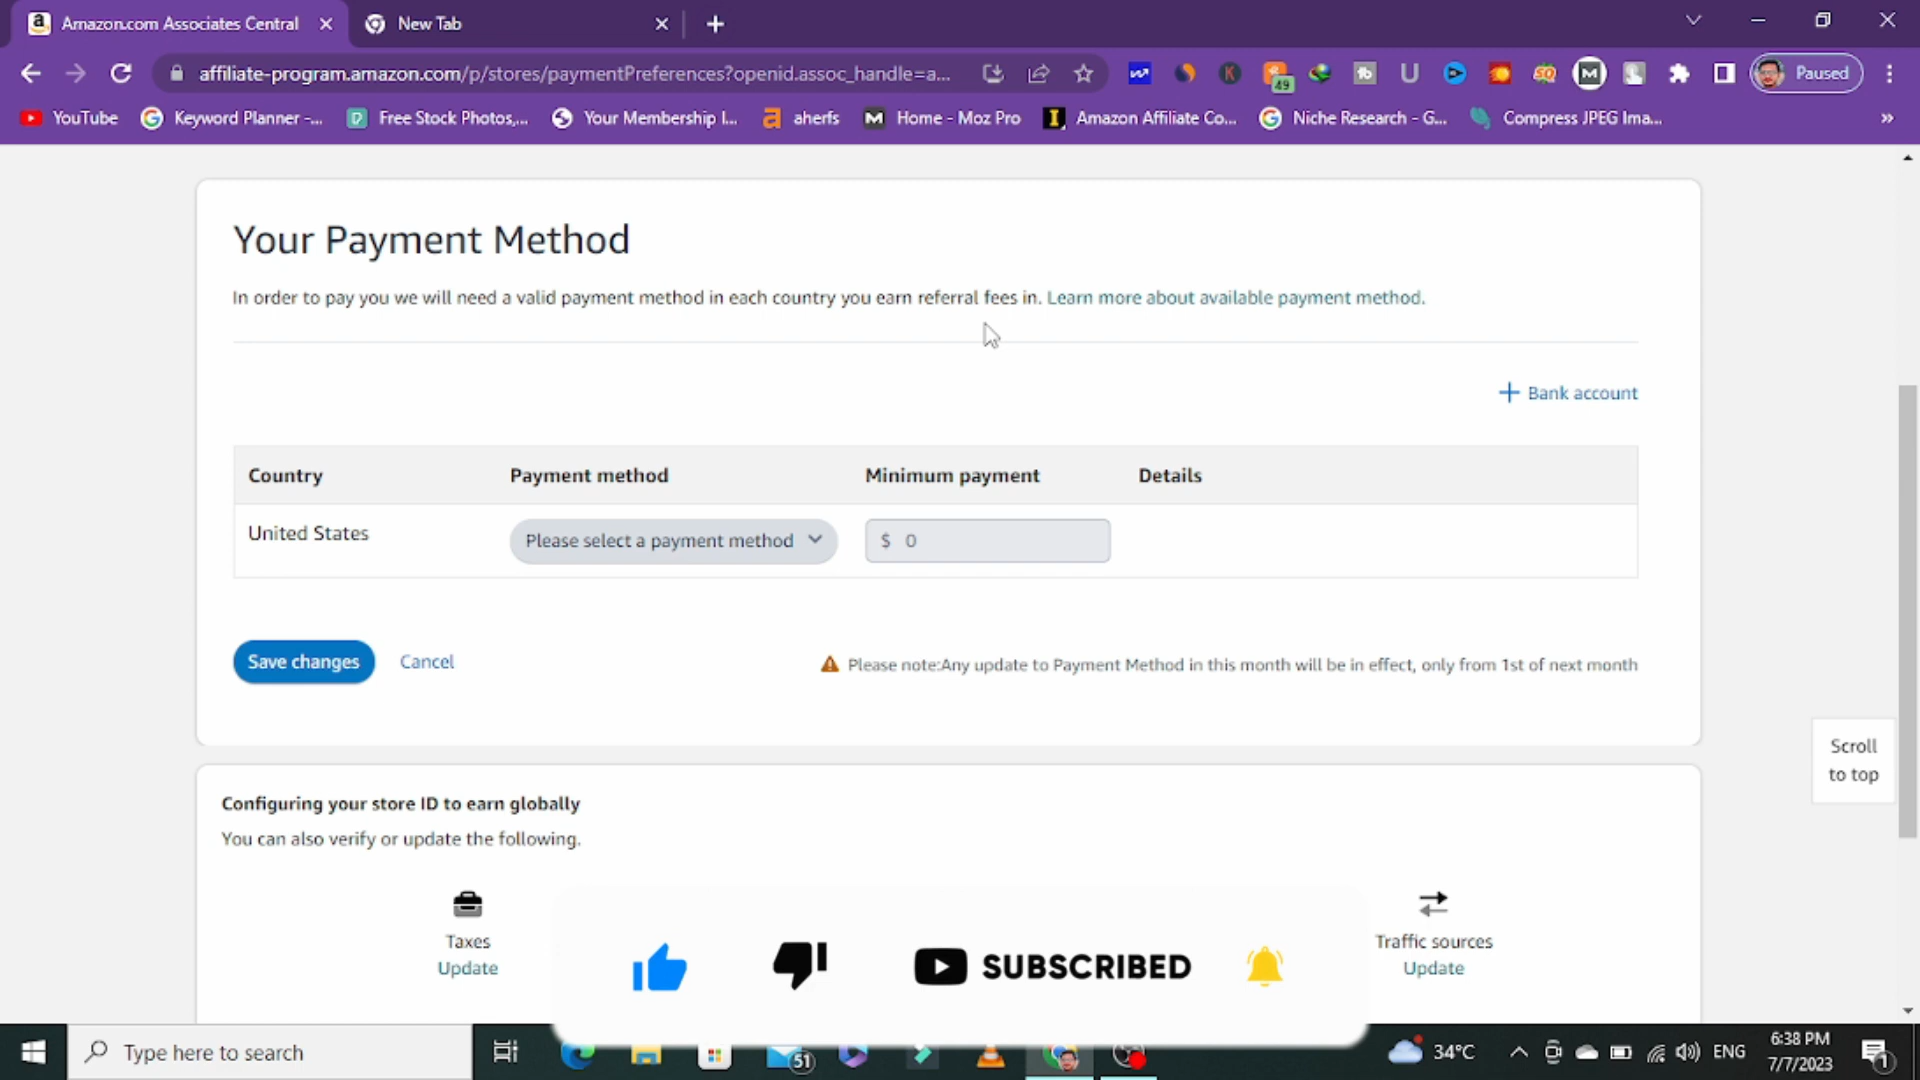 Amazon.com Associates Central
New Tab
affiliate-program.amazon.com/p/stores/paymentPreferences?openid.assoc_handle=a...
49
Paused
YouTube
Keyword Planner -...
Free Stock Photos,...
Your Membership I...
aherfs
Home - Moz Pro
Amazon Affiliate Co...
Niche Research - G...
Compress JPEG Ima...
Your Payment Method
In order to pay you we will need a valid payment method in each country you earn referral fees in. Learn more about available payment method.
Bank account
Country Payment method Minimum payment Details
United States Please select a payment method $ 0
Save changes Cancel Please note:Any update to Payment Method in this month will be in effect, only from 1st of next month
Scroll
to top
Configuring your store ID to earn globally
You can also verify or update the following.
Taxes
Update
Traffic sources
Update
SUBSCRIBED
Type here to search
51
34°C
ENG
6:38 PM
7/7/2023
1